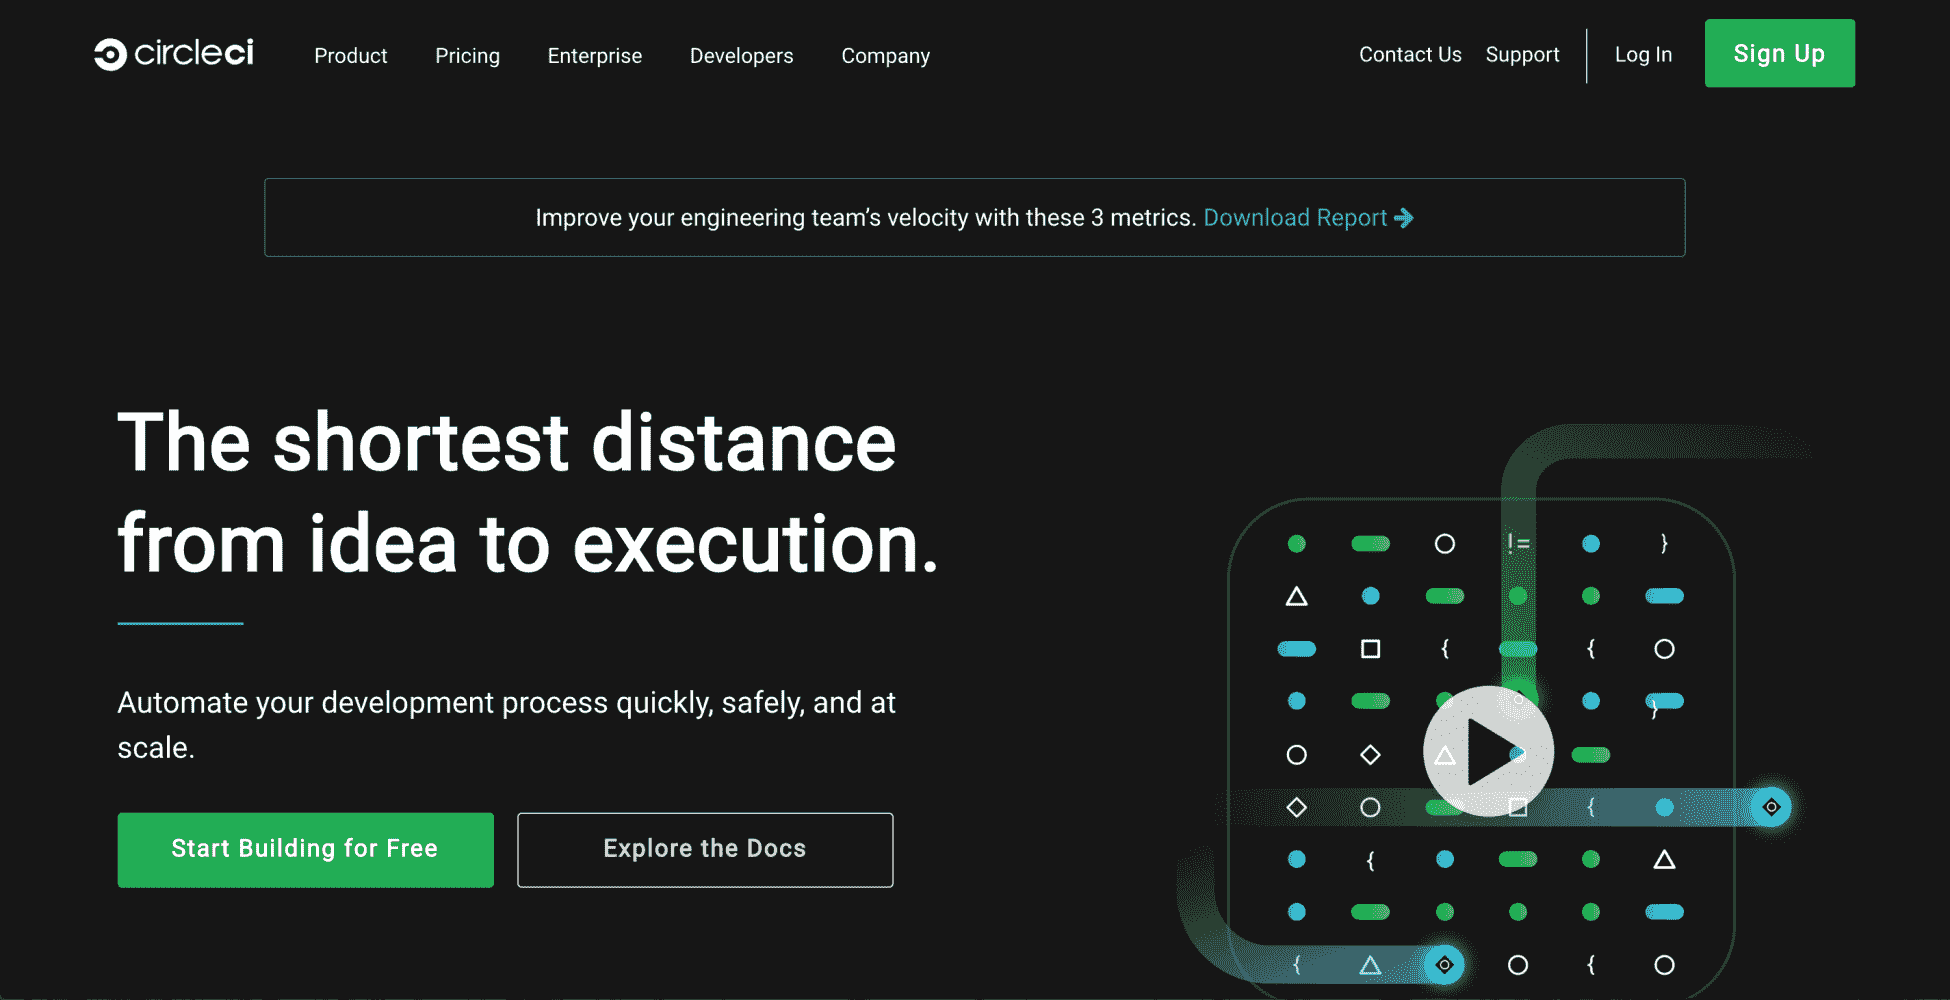 circleci
Product
Pricing
Enterprise
Developers
Company
Contact Us
Support
Log In
Sign Up
Improve your engineering team’s velocity with these 3 metrics. Download Report
The shortest distance
from idea to execution.
Automate your development process quickly, safely, and at
scale.
Start Building for Free
Explore the Docs
!= }
{ {
}
{
{
{ {